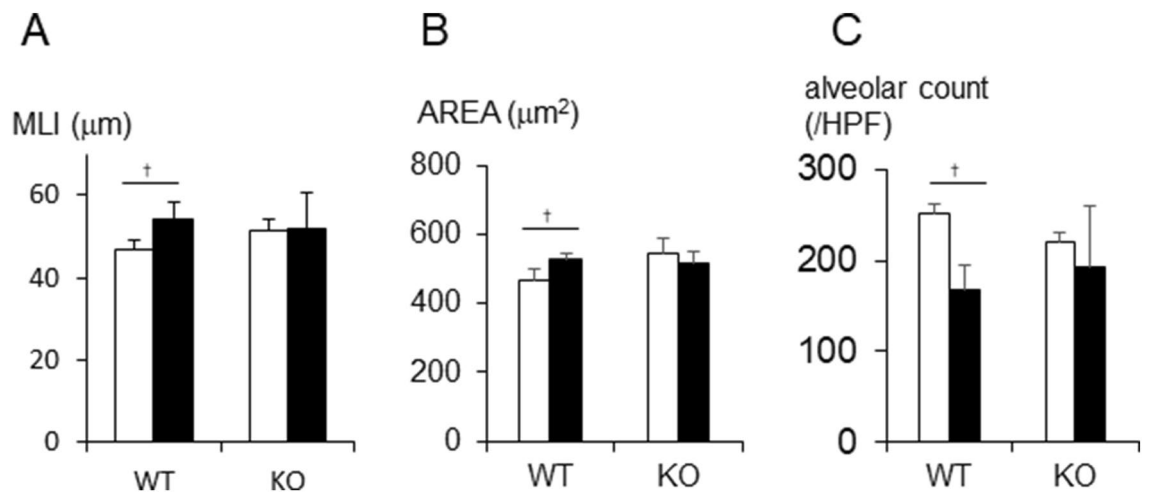 A
MLI (μm)
60
40
20
0
†
WT KO
B
AREA (μm²)
800
600
400
200
0
†
WT KO
C
alveolar count
(/HPF)
300
200
100
0
†
WT KO